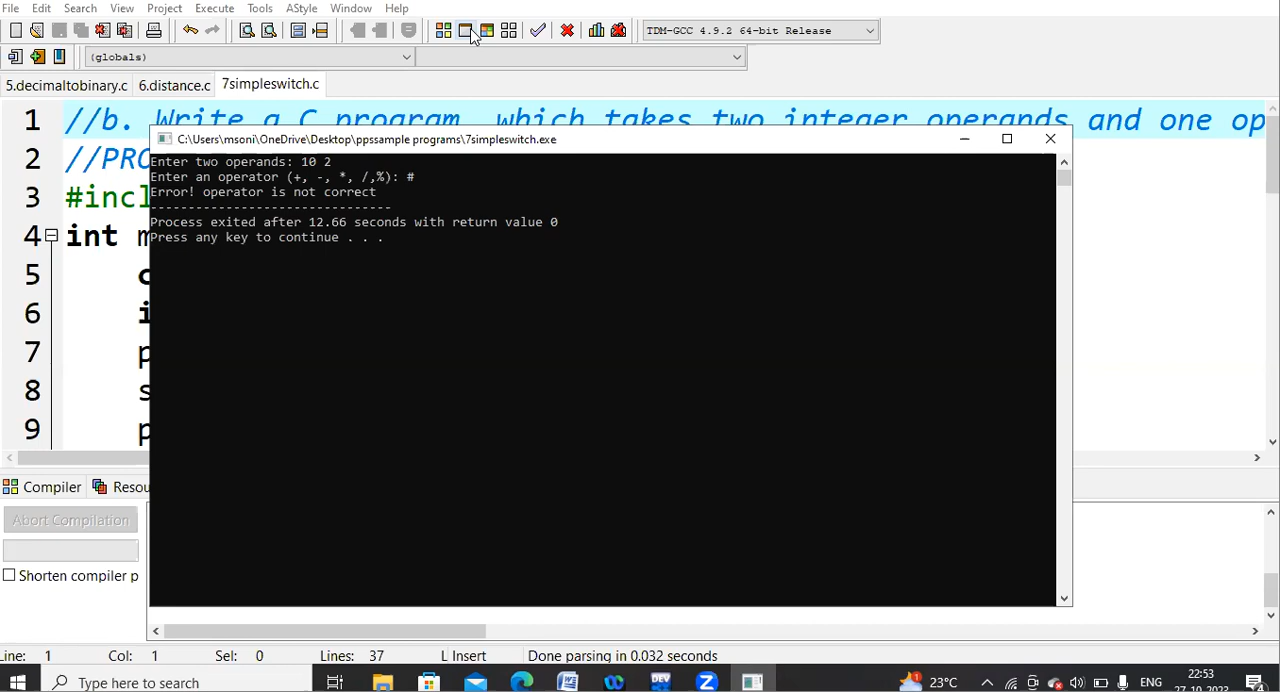 File Edit Search View Project Execute Tools AStyle Window Help
TDM-GCC 4.9.2 64-bit Release
(globals)
5.decimaltobinary.c 6.distance.c 7simpleswitch.c
1 //b. Write a C program, which takes two integer operands and one op
C:\Users\msoni\OneDrive\Desktop\ppssample programs\7simpleswitch.exe
2 //PRO
Enter two operands: 10 2
Enter an operator (+, -, *, /,%): #
Error! operator is not correct
--------------------------------
Process exited after 12.66 seconds with return value 0
Press any key to continue . . .
3 #incl
4 int m
5
6
7 p
8 s
9 p
Compiler Resou
Abort Compilation
Shorten compiler p
Line: 1 Col: 1 Sel: 0 Lines: 37 Insert Done parsing in 0.032 seconds
Type here to search
DEV
23°C
ENG
22:53
27-10-2023